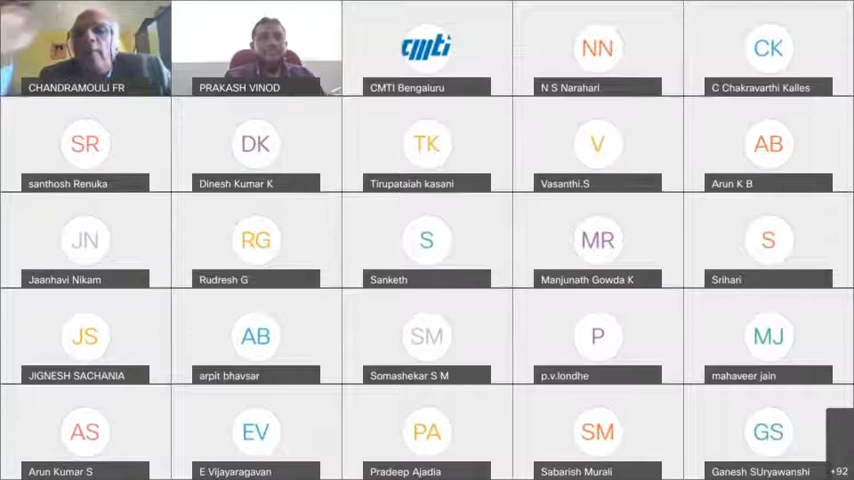 CHANDRAMOULI FR
PRAKASH VINOD
cmti
CMTI Bengaluru
NN
N S Narahari
CK
C Chakravarthi Kalles
SR
santhosh Renuka
DK
Dinesh Kumar K
TK
Tirupataiah kasani
V
Vasanthi.S
AB
Arun K B
JN
Jaanhavi Nikam
RG
Rudresh G
S
Sanketh
MR
Manjunath Gowda K
S
Srihari
JS
JIGNESH SACHANIA
AB
arpit bhavsar
SM
Somashekar S M
P
p.v.londhe
MJ
mahaveer jain
AS
Arun Kumar S
EV
E Vijayaragavan
PA
Pradeep Ajadia
SM
Sabarish Murali
GS
Ganesh SUryawanshi
+92